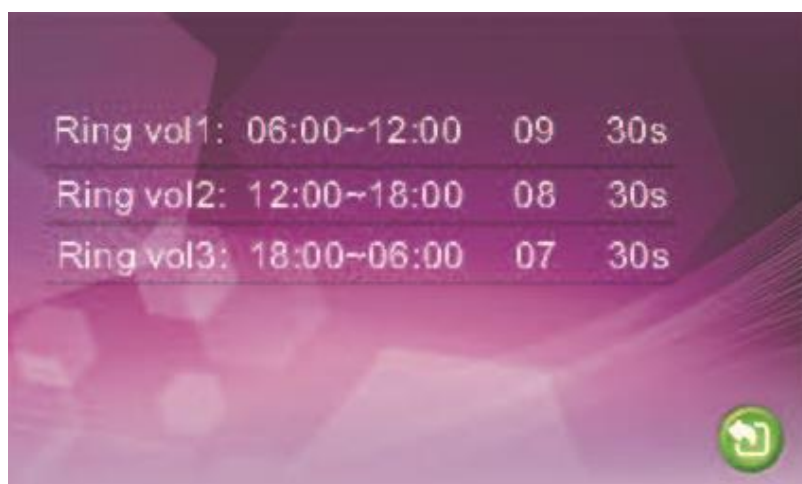 Ring vol1: 06:00~12:00 09 30s
Ring vol2: 12:00~18:00 08 30s
Ring vol3: 18:00~06:00 07 30s